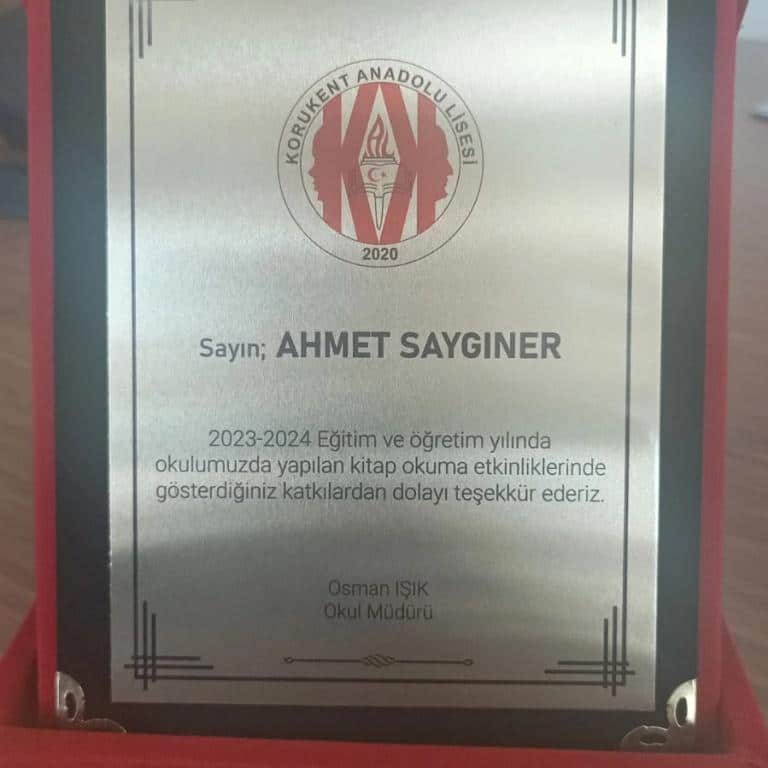 KORUKENT ANADOLU LİSESİ
AL
2020
Sayın; AHMET SAYGINER
2023-2024 Eğitim ve öğretim yılında
okulumuzda yapılan kitap okuma etkinliklerinde
gösterdiğiniz katkılardan dolayı teşekkür ederiz.
Osman IŞIK
Okul Müdürü